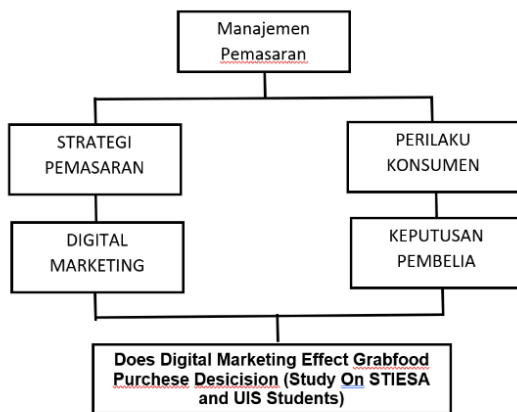 Manajemen
Pemasaran
STRATEGI
PEMASARAN
PERILAKU
KONSUMEN
DIGITAL
MARKETING
KEPUTUSAN
PEMBELIA
Does Digital Marketing Effect Grabfood
Purchese Desicision (Study On STIESA
and UIS Students)